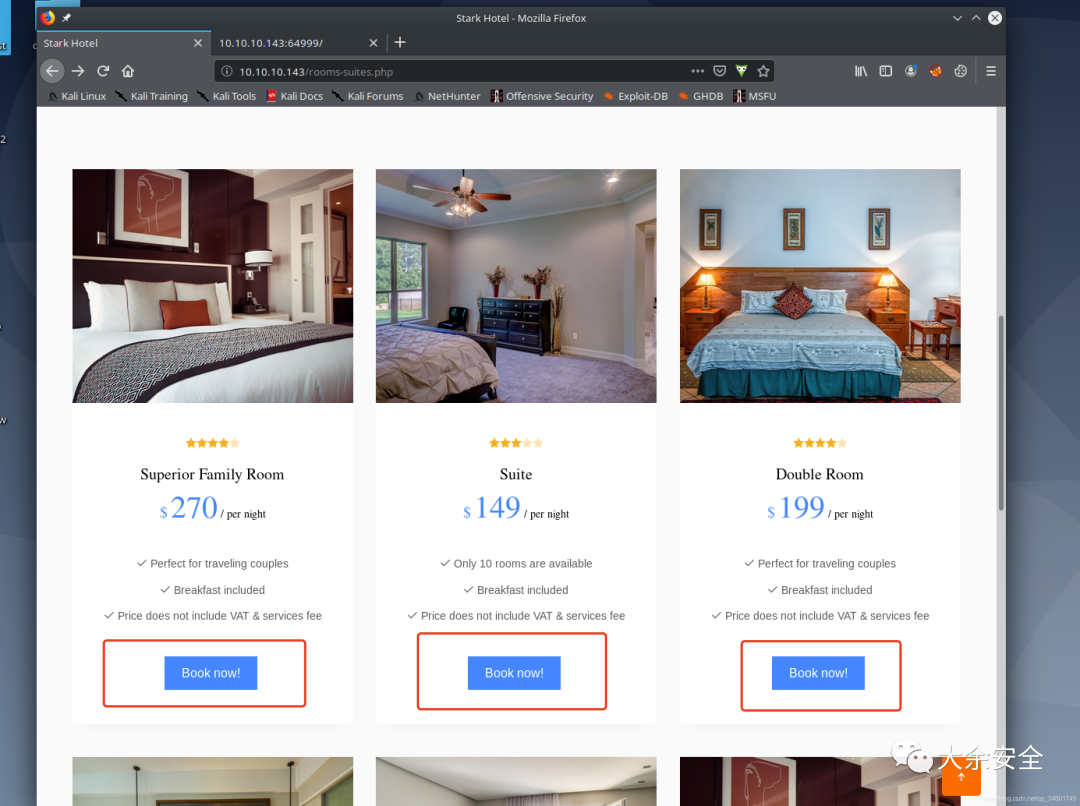 Stark Hotel - Mozilla Firefox
Stark Hotel
10.10.10.143:64999/
10.10.10.143/rooms-suites.php
Kali Linux Kali Training Kali Tools Kali Docs Kali Forums NetHunter Offensive Security Exploit-DB GHDB MSFU
Superior Family Room
$ 270 / per night
Perfect for traveling couples
Breakfast included
Price does not include VAT & services fee
Book now!
Suite
$ 149 / per night
Only 10 rooms are available
Breakfast included
Price does not include VAT & services fee
Book now!
Double Room
$ 199 / per night
Perfect for traveling couples
Breakfast included
Price does not include VAT & services fee
Book now!
大余安全